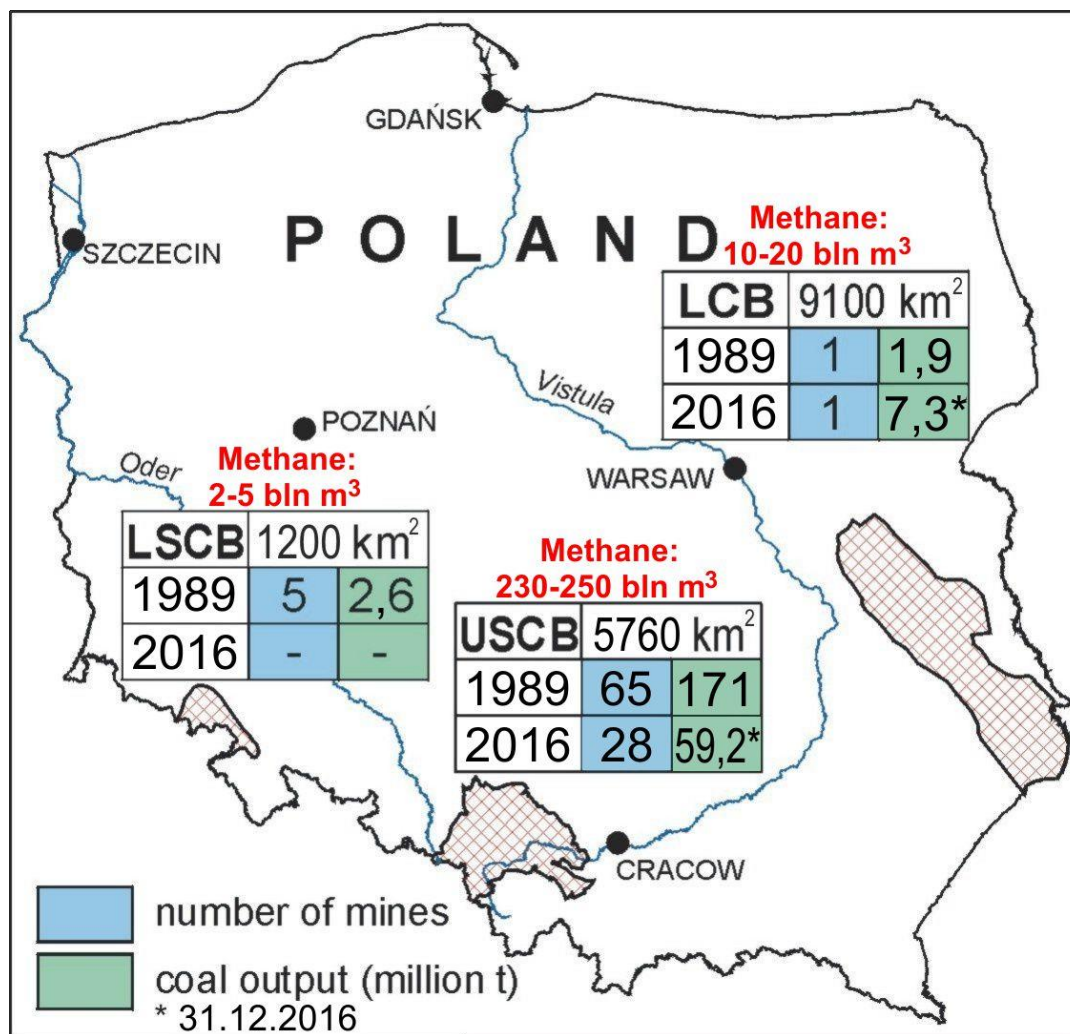 GDAŃSK
SZCZECIN
POLAND
Methane:
10-20 bln m³
LCB 9100 km²
1989 1 1,9
2016 1 7,3*
Vistula
POZNAŃ
Oder
WARSAW
Methane:
2-5 bln m³
LSCB 1200 km²
1989 5 2,6
2016 - -
Methane:
230-250 bln m³
USCB 5760 km²
1989 65 171
2016 28 59,2*
CRACOW
number of mines
coal output (million t)
* 31.12.2016